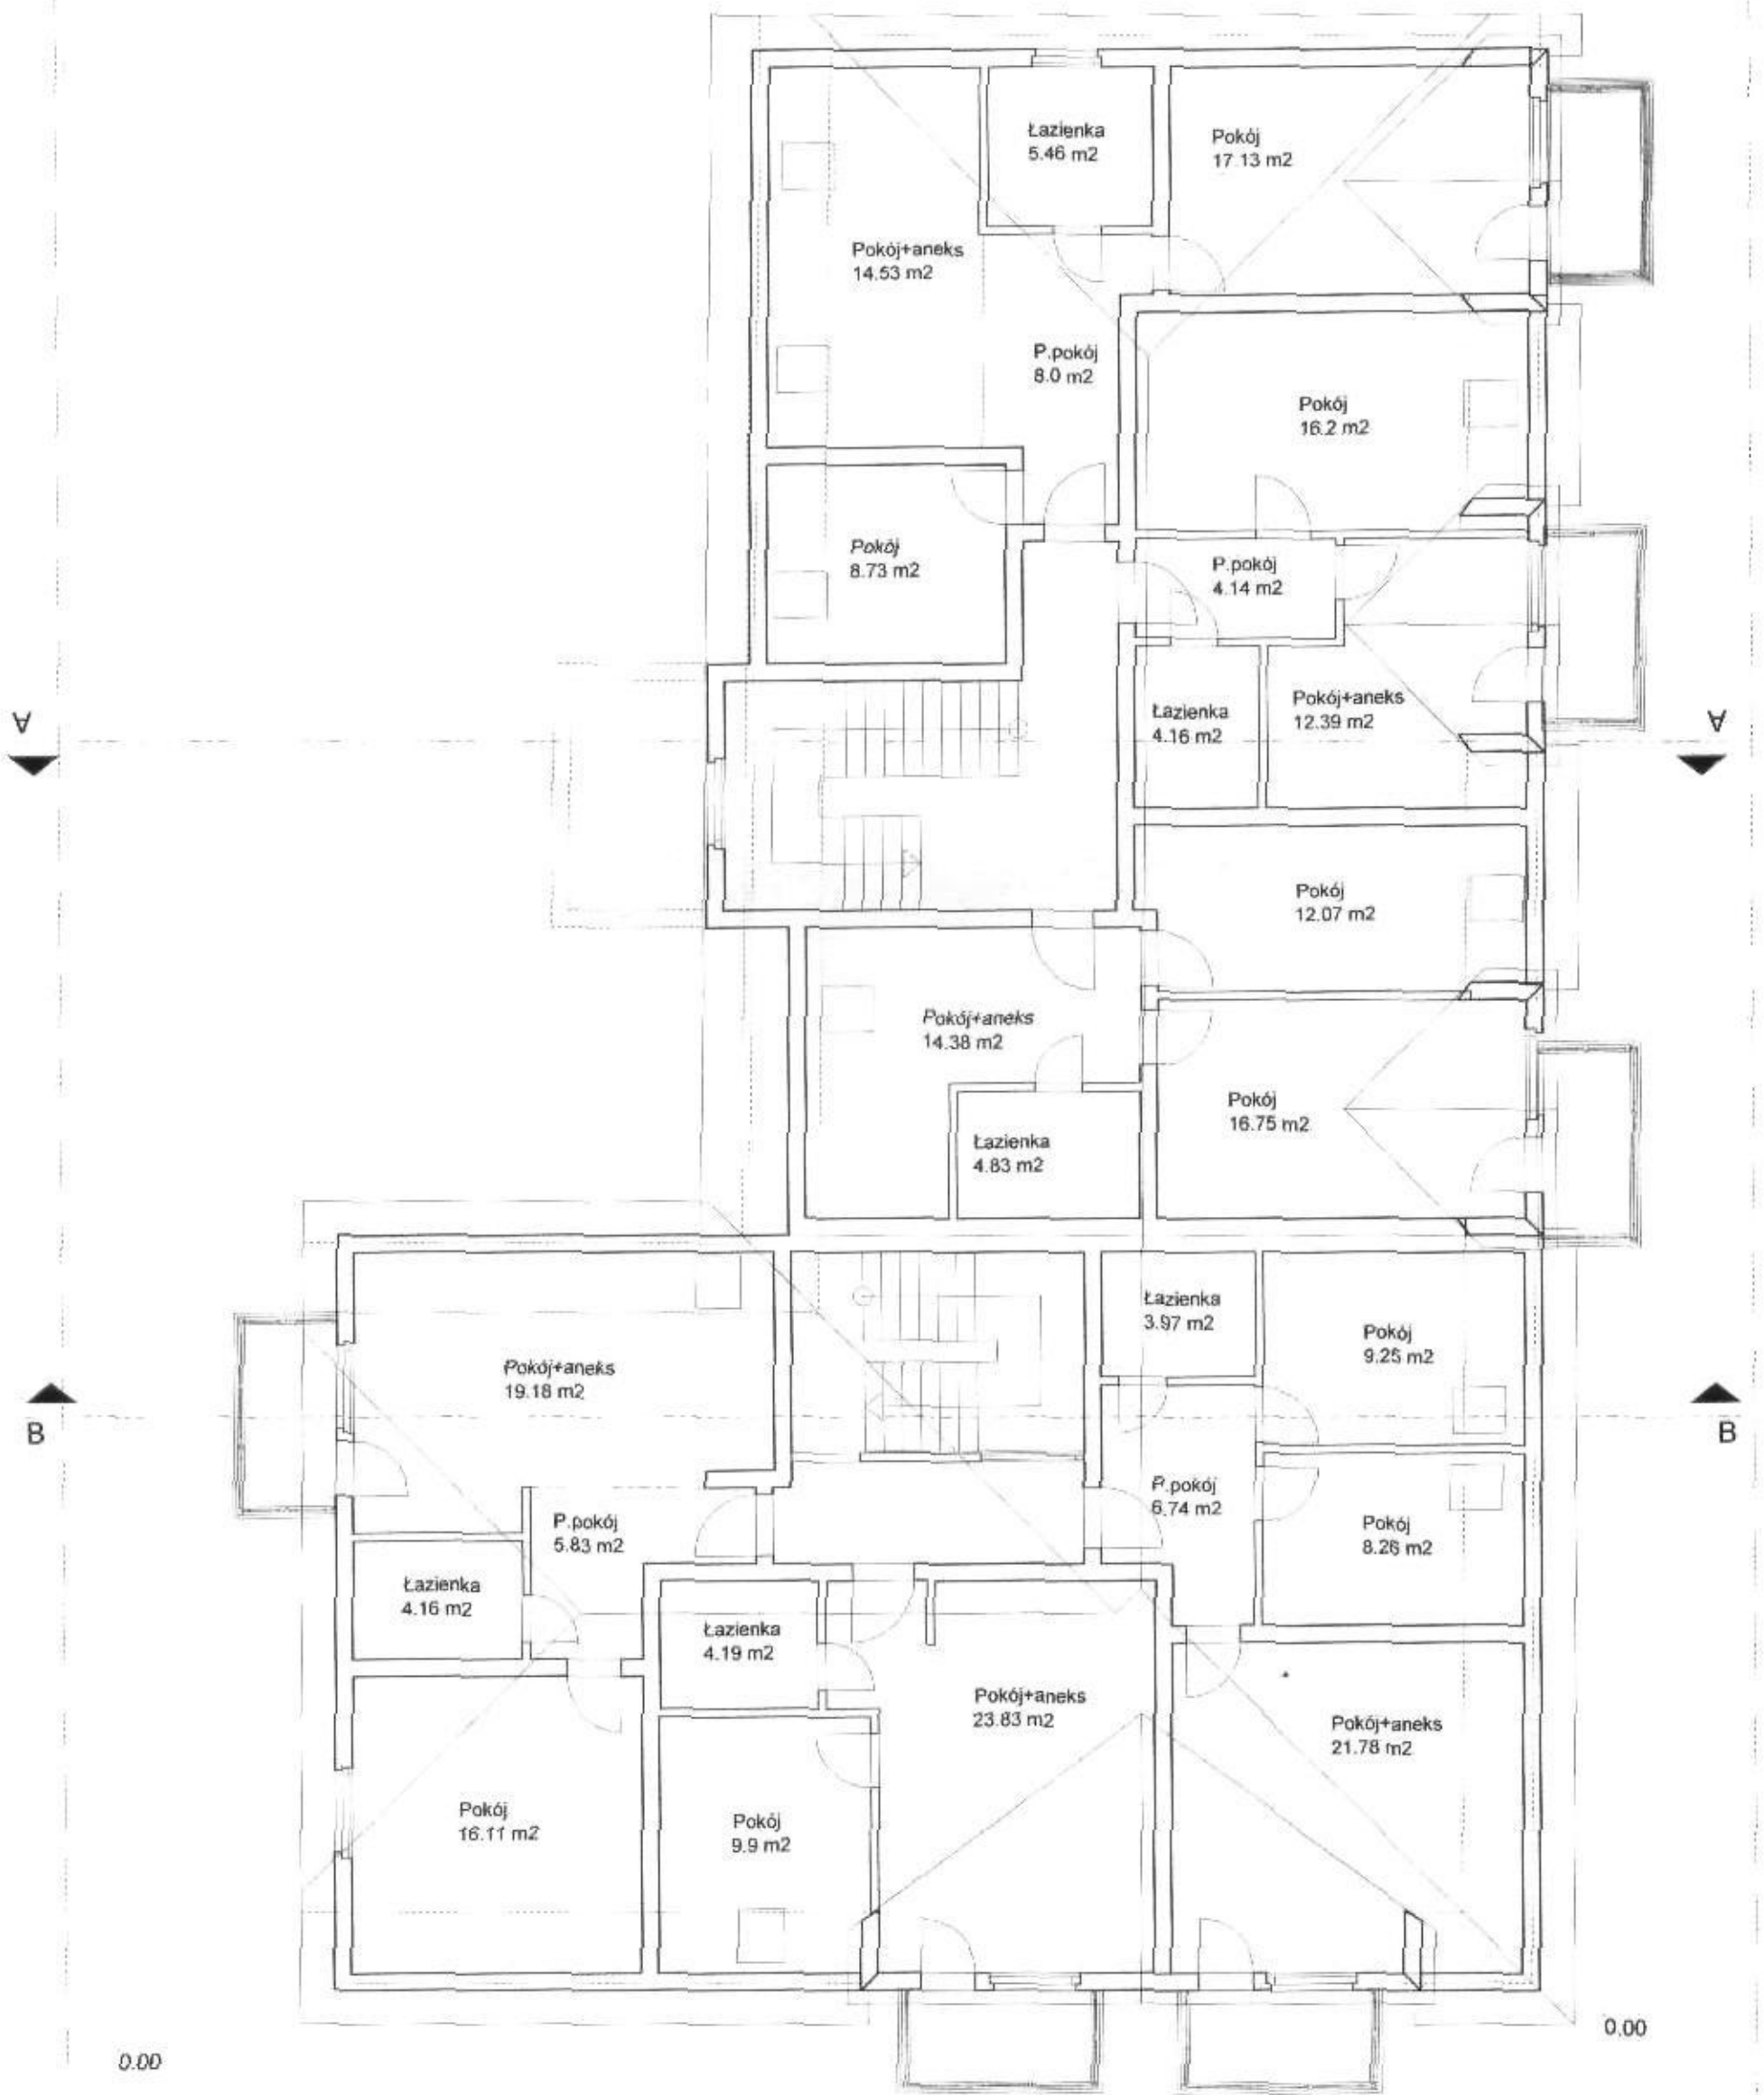 Łazienka
5.46 m2
Pokój
17.13 m2
Pokój+aneks
14.53 m2
P.pokój
8.0 m2
Pokój
16.2 m2
Pokój
8.73 m2
P.pokój
4.14 m2
Łazienka
4.16 m2
Pokój+aneks
12.39 m2
A
A
Pokój
12.07 m2
Pokój+aneks
14.38 m2
Pokój
16.75 m2
Łazienka
4.83 m2
Łazienka
3.97 m2
Pokój
9.25 m2
Pokój+aneks
19.18 m2
B
B
P.pokój
6.74 m2
P.pokój
5.83 m2
Pokój
8.26 m2
Łazienka
4.16 m2
Łazienka
4.19 m2
Pokój+aneks
23.83 m2
Pokój+aneks
21.78 m2
Pokój
16.11 m2
Pokój
9.9 m2
0.00
0.00